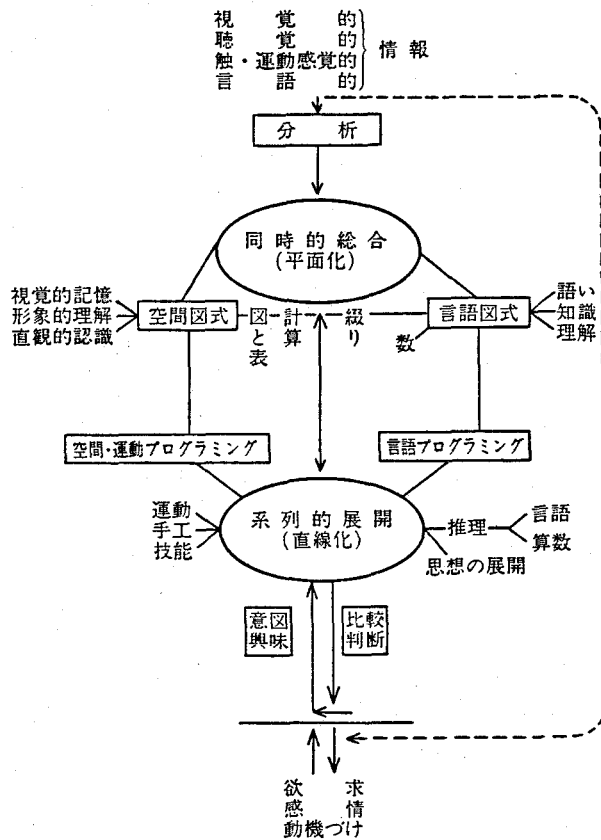 視覚的
聴覚的
触・運動感覚的
言語的
情報
分析
同時的総合
(平面化)
視覚的記憶
形象的理解
直観的認識
空間図式
図と表
計算
綴り
数
言語図式
語い
知識
理解
空間・運動プログラミング
言語プログラミング
系列的展開
(直線化)
運動
手工
技能
推理
言語
算数
思想の展開
意図
興味
比較
判断
欲求
感情
動機づけ